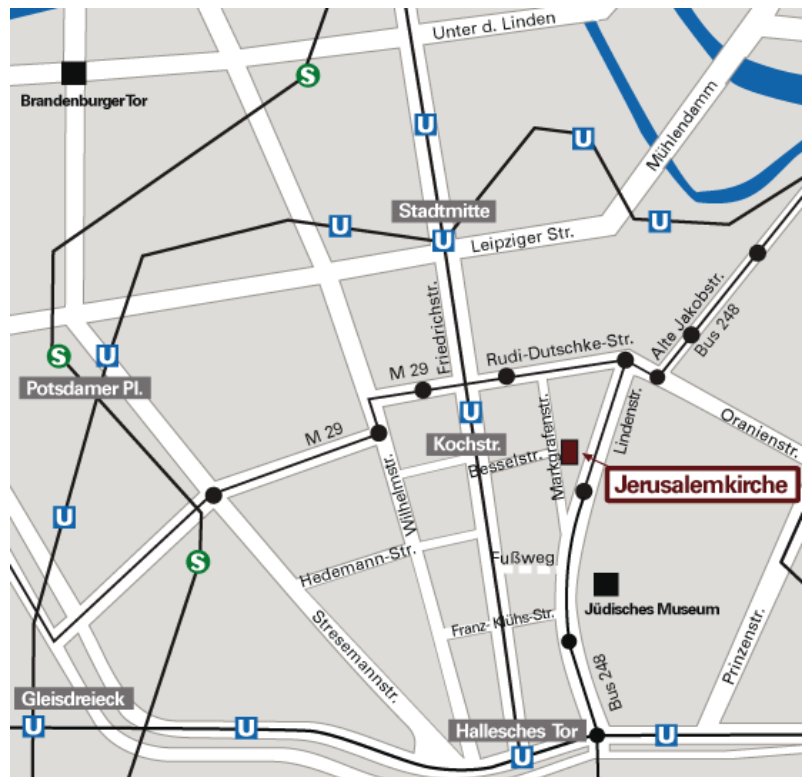 Unter d. Linden
S
Brandenburger Tor
U
U
Mühlendamm
Stadtmitte
U
U
U
Leipziger Str.
Friedrichstr.
Alte Jakobstr.
Bus 248
S
U
Rudi-Dutschke-Str.
Potsdamer Pl.
M 29
U
Lindenstr.
Oranienstr.
M 29
Kochstr.
Markgrafenstr.
Besselstr.
Wilhelmstr.
Jerusalemkirche
U
S
Hedemann-Str.
Fußweg
Jüdisches Museum
Franz-Klühs-Str.
Stresemannstr.
Prinzenstr.
Bus 248
Gleisdreieck
U
U
Hallesches Tor
U
U